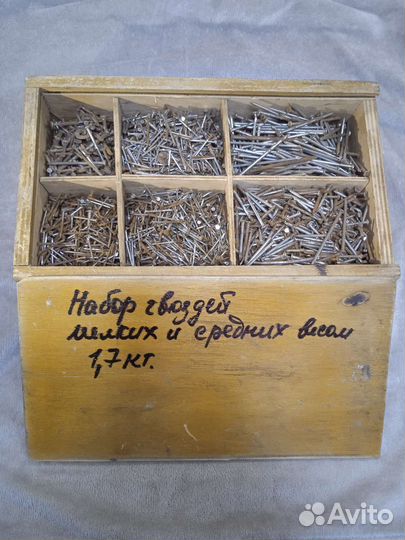 Набор гвоздей
мелких и средних весом
1,7 кг.
Avito